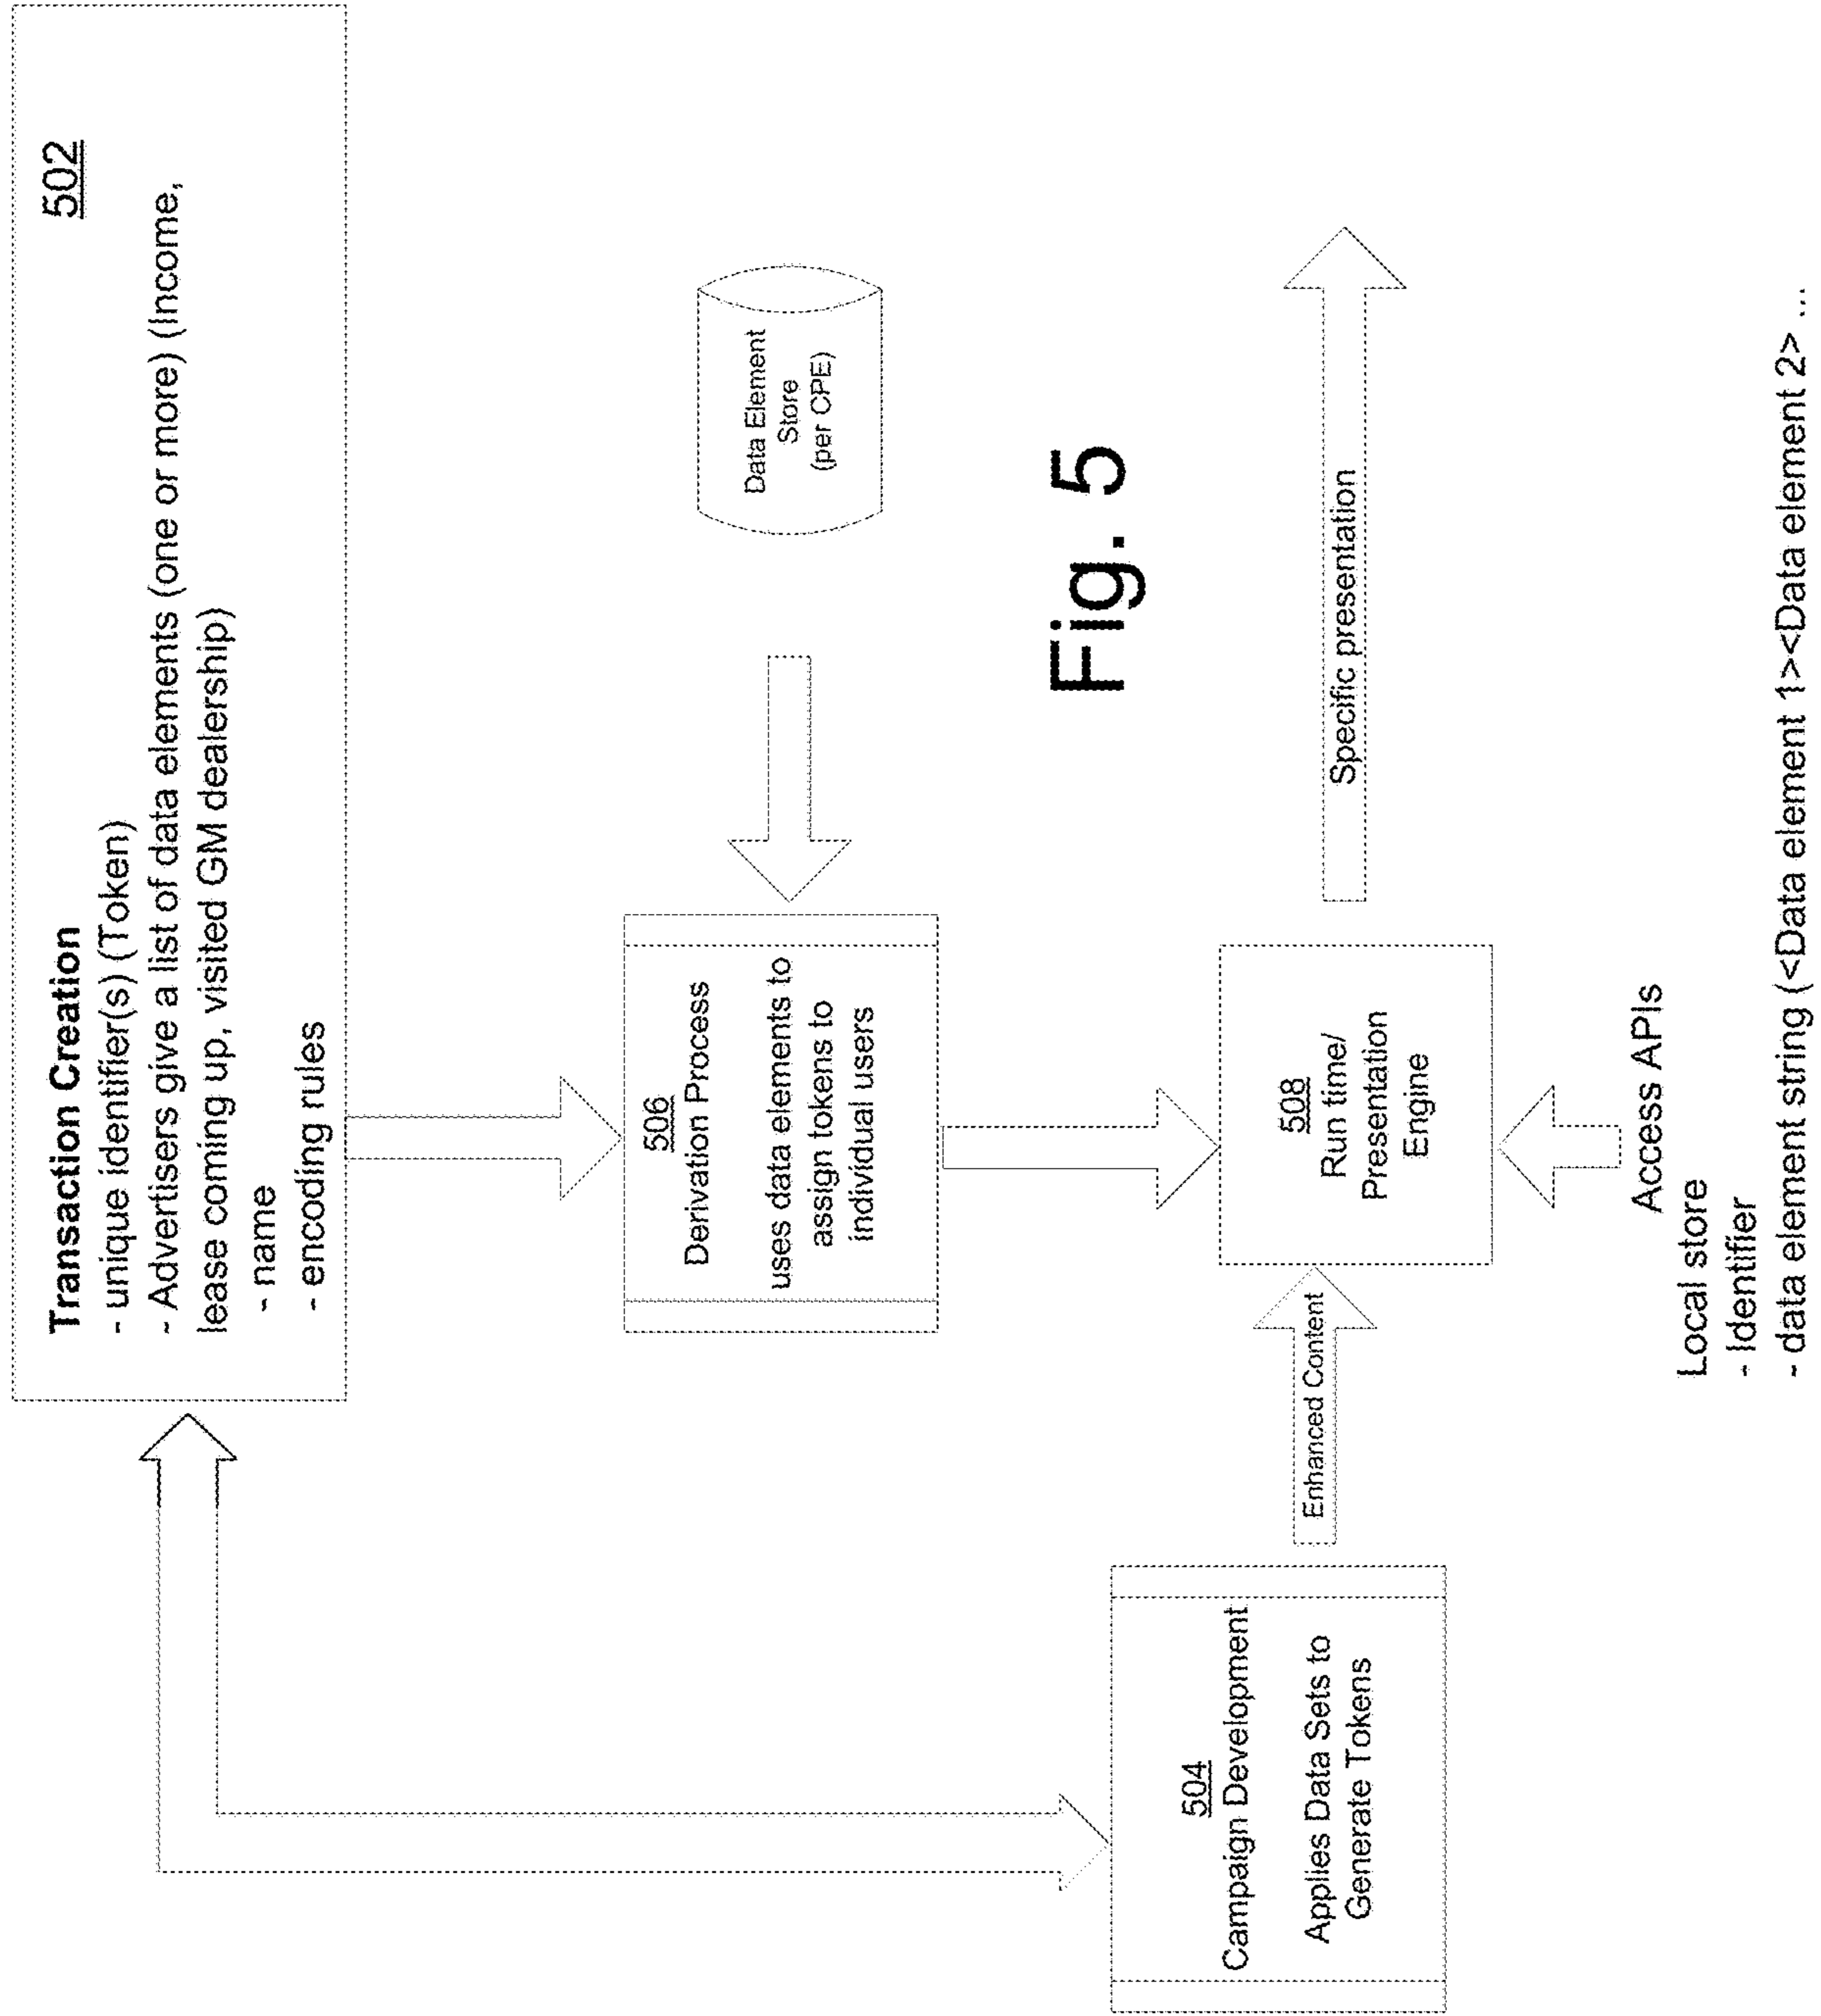 502
Transaction Creation
- unique identifier(s) (Token)
- Advertisers give a list of data elements (one or more) (Income,
lease coming up, visited GM dealership)
- name
- encoding rules
506
Derivation Process
uses data elements to
assign tokens to
individual users
Data Element
Store
(per CPE)
504
Campaign Development
Applies Data Sets to
Generate Tokens
Enhanced Content
508
Run time/
Presentation
Engine
Specific presentation
Access APIs
Local store
- Identifier
- data element string (<Data element 1><Data element 2> ...
Fig. 5